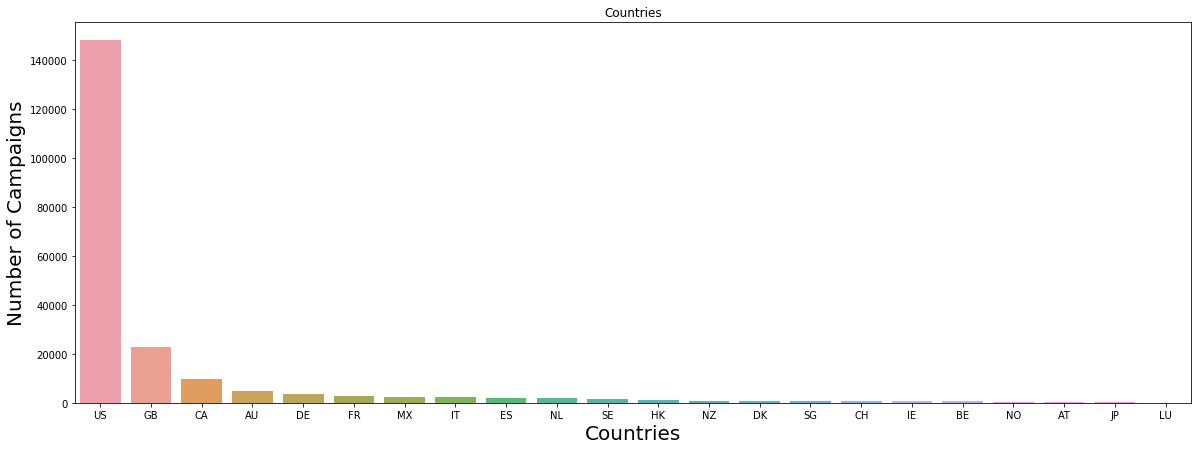 Countries
Number of Campaigns
140000
120000
100000
80000
60000
40000
20000
0
US GB CA AU DE FR MX IT ES NL SE HK NZ DK SG CH IE BE NO AT JP LU
Countries